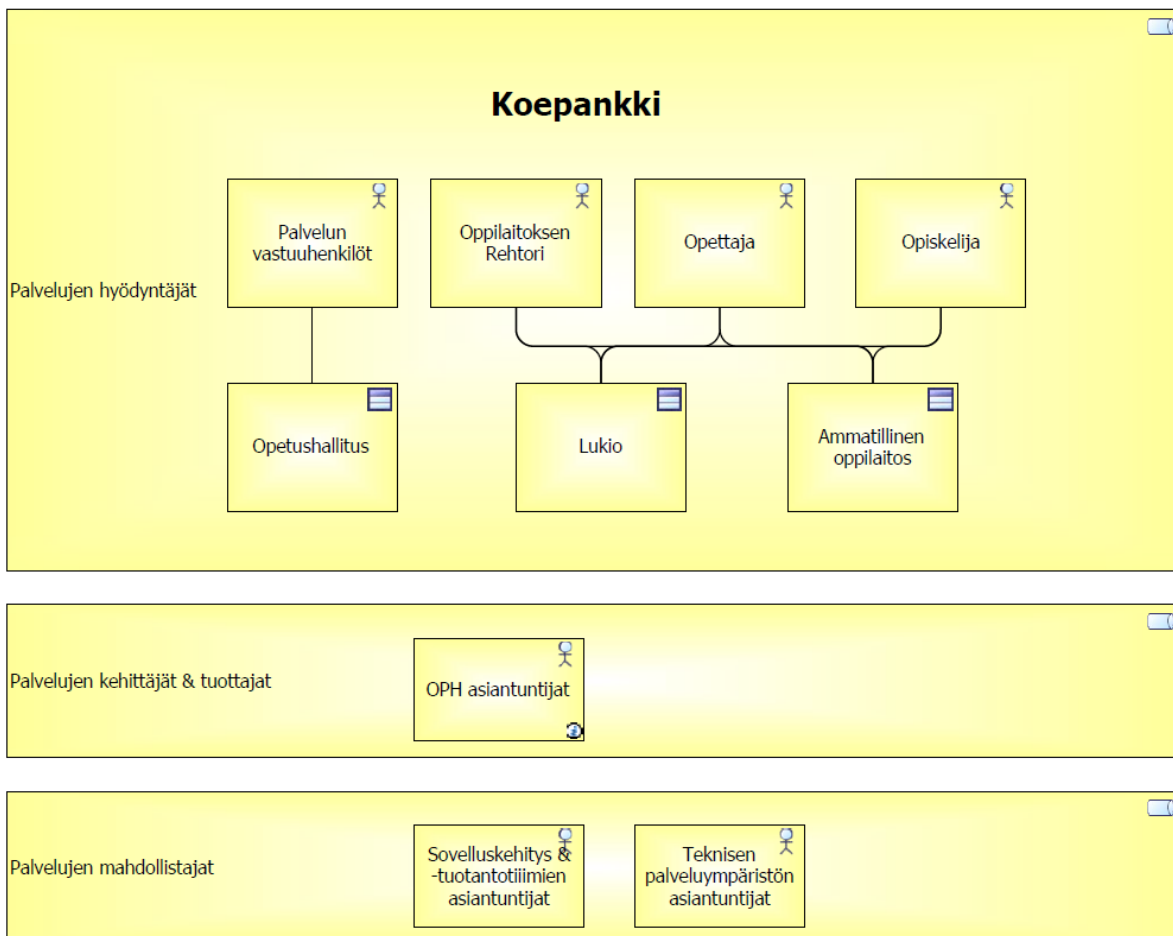 Koepankki
Palvelujen hyödyntäjät
Palvelun
vastuuhenkilöt
Oppilaitoksen
Rehtori
Opettaja
Opiskelija
Opetushallitus
Lukio
Ammatillinen
oppilaitos
Palvelujen kehittäjät & tuottajat
OPH asiantuntijat
Palvelujen mahdollistajat
Sovelluskehitys &
-tuotantotiimien
asiantuntijat
Teknisen
palveluympäristön
asiantuntijat